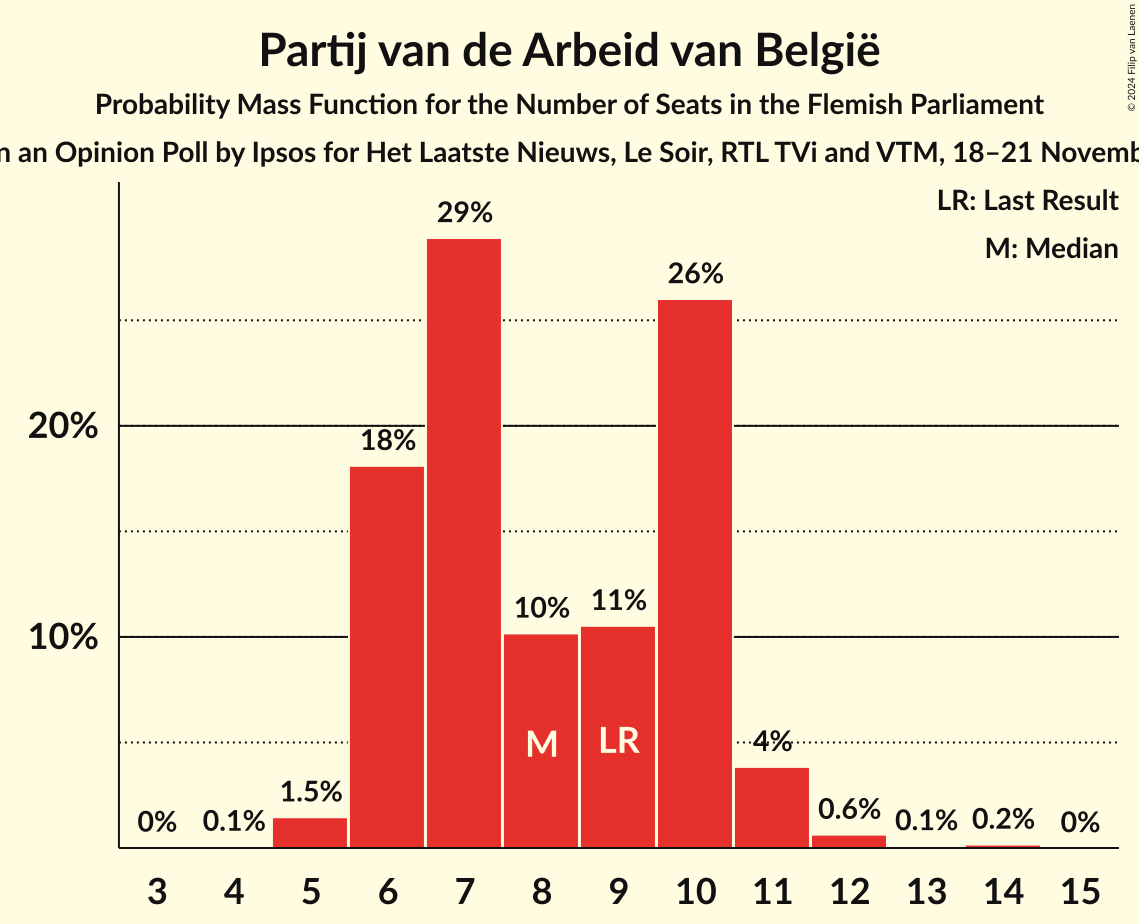 Partij van de Arbeid van België
Probability Mass Function for the Number of Seats in the Flemish Parliament
an Opinion Poll by Ipsos for Het Laatste Nieuws, Le Soir, RTL TVi and VTM, 18–21
© 2024 Filip van Laenen
LR: Last Result
M: Median
29%
26%
20%
18%
10%
11%
10%
M
LR
4%
1.5%
0%
0.1%
0.6%
0.1%
0.2%
0%
3 4 5 6 7 8 9 10 11 12 13 14 15